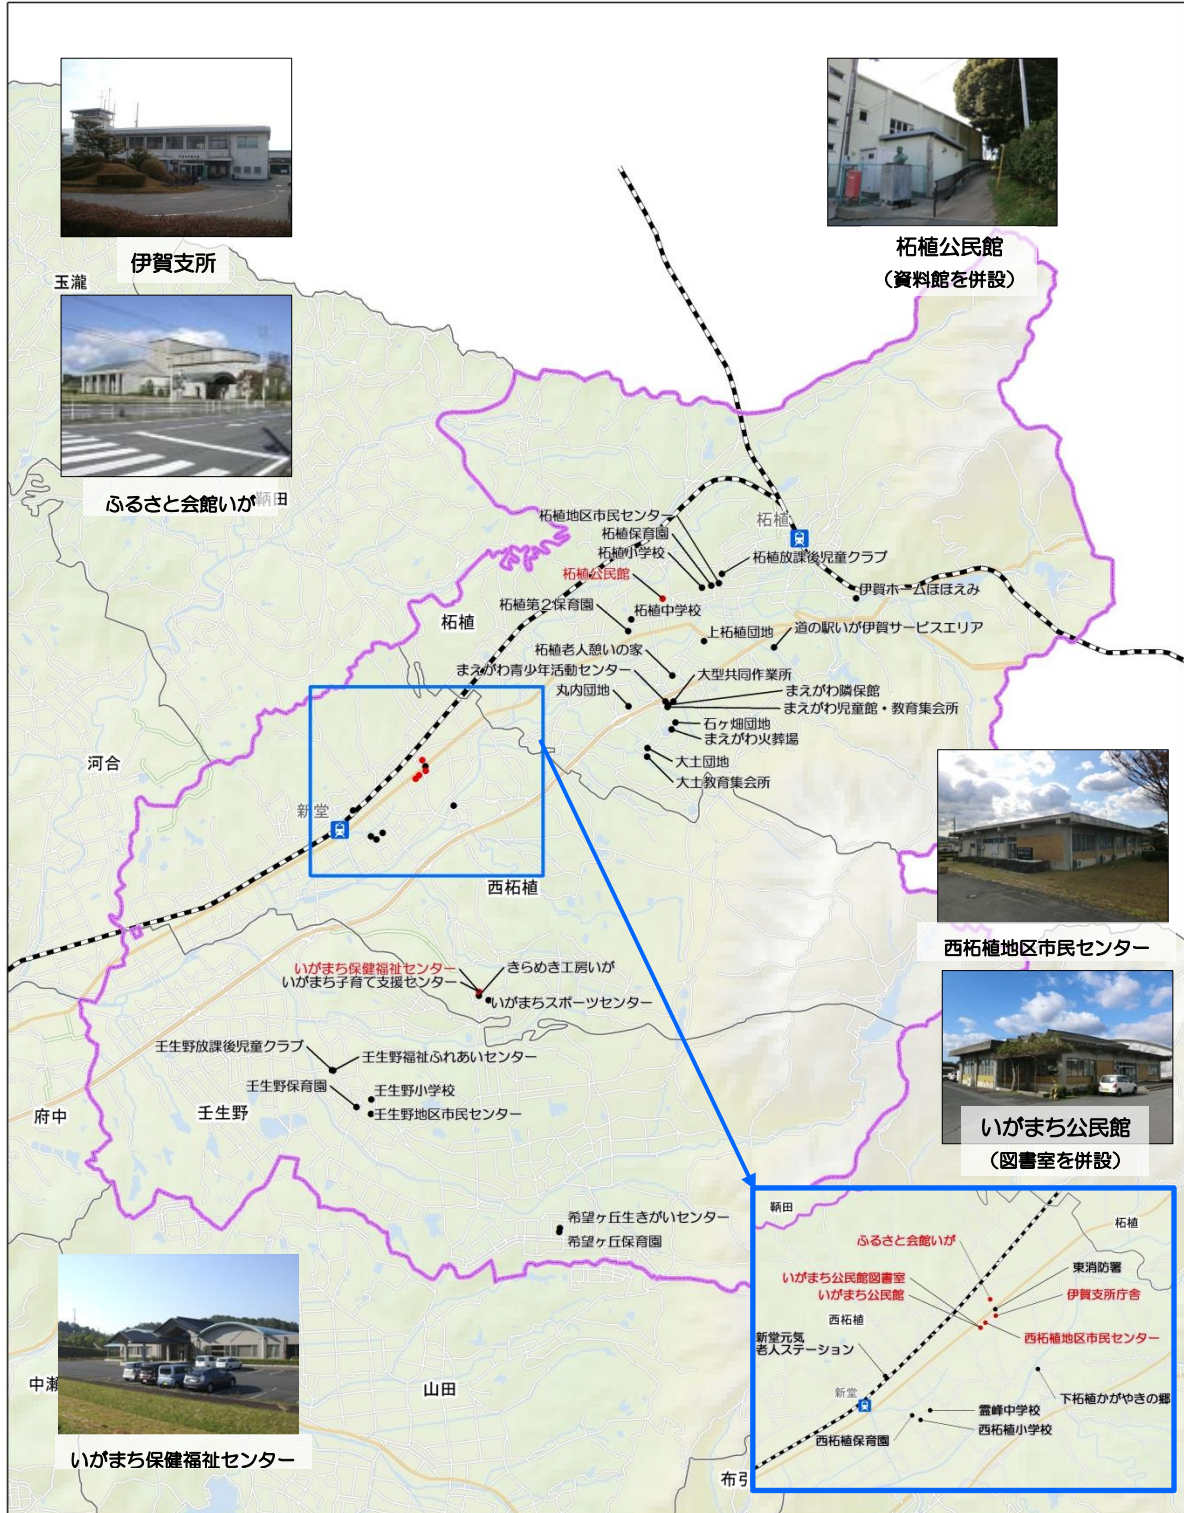 伊賀支所
柘植公民館
（資料館を併設）
玉瀧
ふるさと会館いが
鞆田
柘植
柘植地区市民センター
柘植保育園
柘植小学校
柘植放課後児童クラブ
柘植公民館
伊賀ホームほほえみ
柘植第２保育園
柘植中学校
柘植
上柘植団地
道の駅いが伊賀サービスエリア
柘植老人憩いの家
まえがわ青少年活動センター
大型共同作業所
丸内団地
まえがわ隣保館
まえがわ児童館・教育集会所
石ヶ畑団地
まえがわ火葬場
大土団地
大土教育集会所
河合
新堂
西柘植
西柘植地区市民センター
いがまち保健福祉センター
きらめき工房いが
いがまち子育て支援センター
いがまちスポーツセンター
壬生野放課後児童クラブ
壬生野福祉ふれあいセンター
壬生野保育園
壬生野小学校
壬生野
壬生野地区市民センター
府中
いがまち公民館
（図書室を併設）
希望ヶ丘生きがいセンター
希望ヶ丘保育園
鞆田
柘植
ふるさと会館いが
東消防署
いがまち公民館図書室
いがまち公民館
伊賀支所庁舎
西柘植
西柘植地区市民センター
新堂元気
老人ステーション
下柘植かがやきの郷
新堂
霊峰中学校
西柘植小学校
西柘植保育園
中瀬
山田
いがまち保健福祉センター
布引